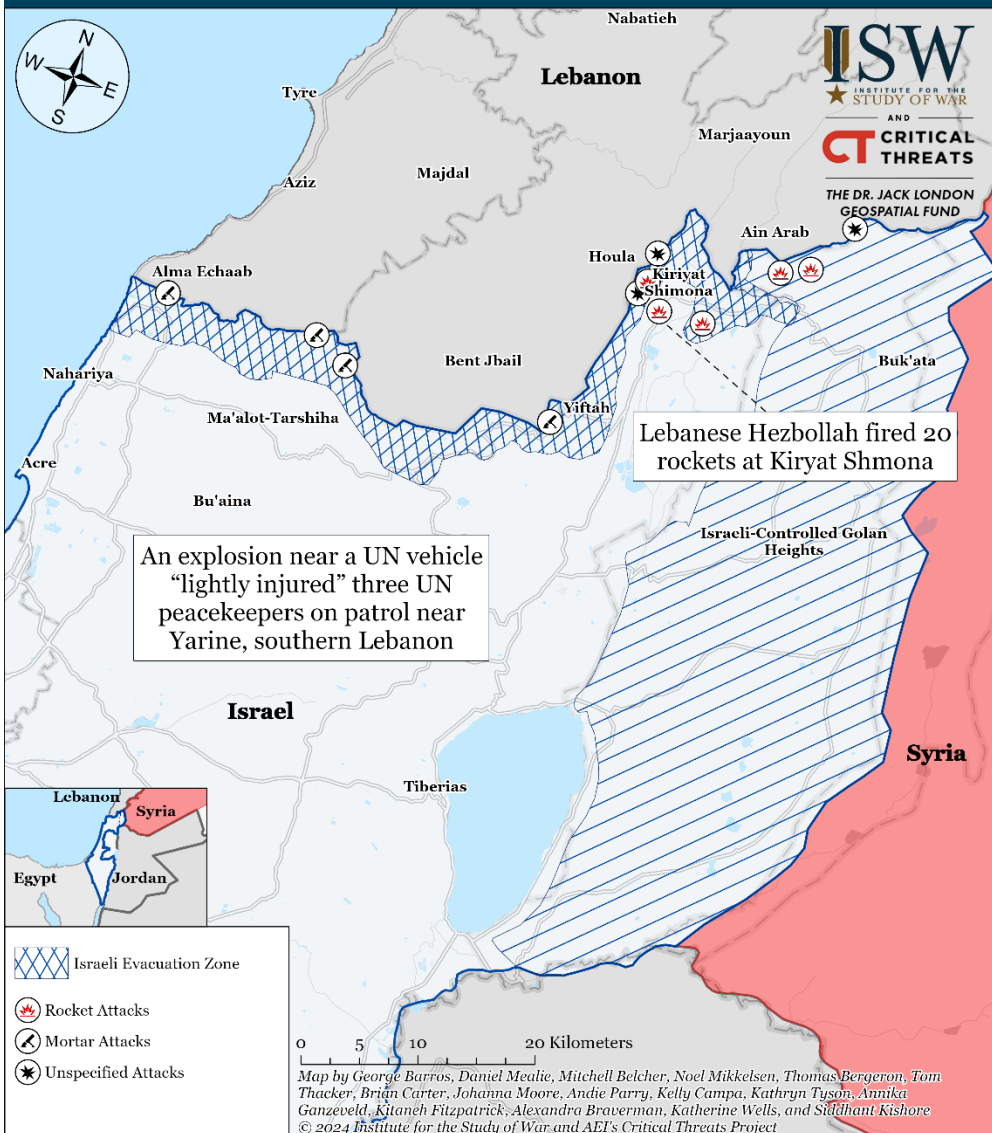 N
W
E
S
Nabatieh
Lebanon
ISW
INSTITUTE FOR THE
STUDY OF WAR
AND
CT CRITICAL
THREATS
THE DR. JACK LONDON
GEOSPATIAL FUND
Tyre
Marjaayoun
Majdal
Aziz
Ain Arab
Houla
Alma Echaab
Kiriyat
Shimona
Bent Jbail
Buk'ata
Nahariya
Yiftah
Ma'alot-Tarshiha
Lebanese Hezbollah fired 20
rockets at Kiryat Shmona
Acre
Bu'aina
Israeli-Controlled Golan
Heights
An explosion near a UN vehicle
“lightly injured” three UN
peacekeepers on patrol near
Yarine, southern Lebanon
Israel
Syria
Tiberias
Lebanon
Syria
Egypt
Jordan
Israeli Evacuation Zone
Rocket Attacks
Mortar Attacks
Unspecified Attacks
0 5 10 20 Kilometers
Map by George Barros, Daniel Mealie, Mitchell Belcher, Noel Mikkelsen, Thomas Bergeron, Tom
Thacker, Brian Carter, Johanna Moore, Andie Parry, Kelly Campa, Kathryn Tyson, Annika
Ganzeveld, Kitaneh Fitzpatrick, Alexandra Braverman, Katherine Wells, and Siddhant Kishore
© 2024 Institute for the Study of War and AEI's Critical Threats Project